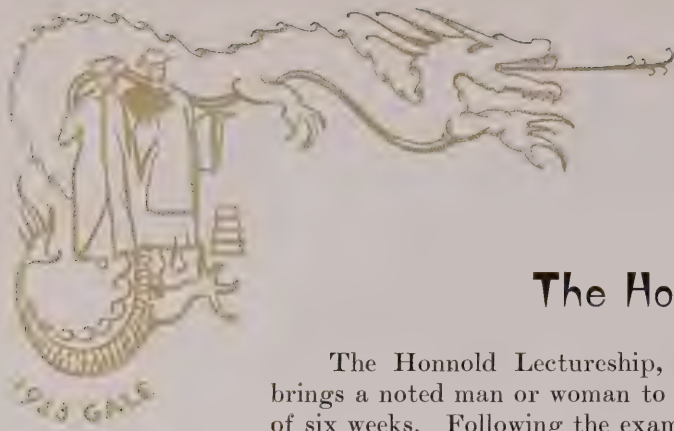 The Ho
The Honnold Lectureship,
brings a noted man or woman to
of six weeks. Following the exam
GALE